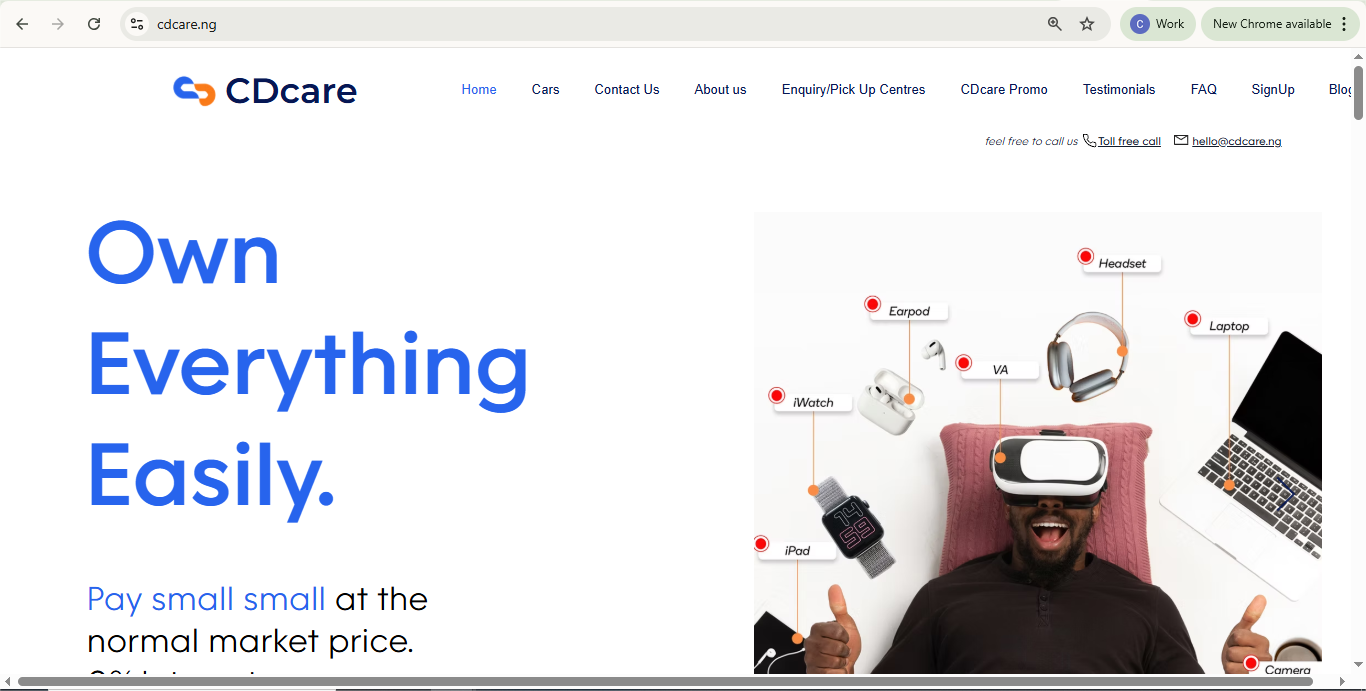 cdcare.ng
C Work
New Chrome available
CDcare
Home Cars Contact Us About us Enquiry/Pick Up Centres CDcare Promo Testimonials FAQ SignUp Blog
feel free to call us Toll free call hello@cdcare.ng
Own
Everything
Easily.
Pay small small at the
normal market price.
Headset
Earpod
Laptop
VA
iWatch
14
59
iPad
Camera